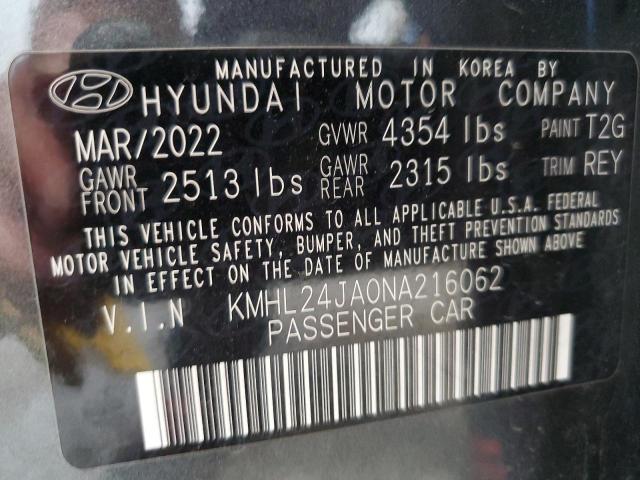 MANUFACTURED IN KOREA BY
HYUNDAI MOTOR COMPANY
MAR/2022 GVWR 4354 lbs PAINT T2G
GAWR FRONT 2513 lbs GAWR REAR 2315 lbs TRIM REY
THIS VEHICLE CONFORMS TO ALL APPLICABLE U.S.A. FEDERAL
MOTOR VEHICLE SAFETY, BUMPER, AND THEFT PREVENTION STANDARDS
IN EFFECT ON THE DATE OF MANUFACTURE SHOWN ABOVE
V.I.N KMHL24JA0NA216062
PASSENGER CAR